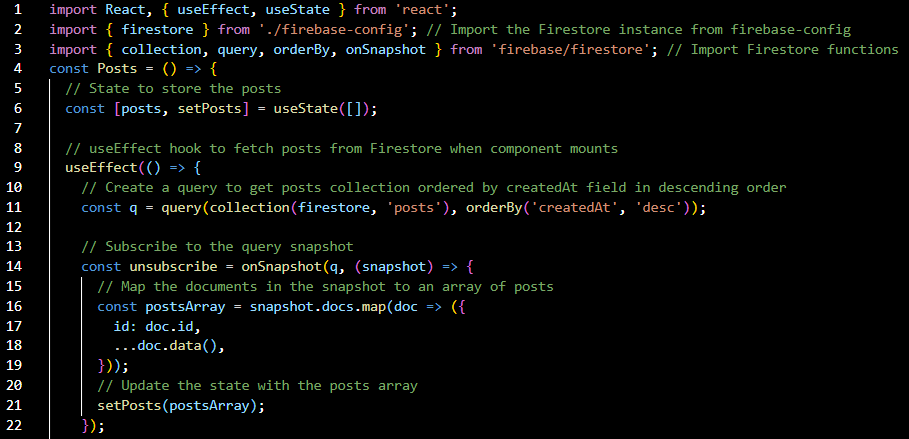 1 import React, { useEffect, useState } from 'react';
2 import { firestore } from './firebase-config'; // Import the Firestore instance from firebase-config
3 import { collection, query, orderBy, onSnapshot } from 'firebase/firestore'; // Import Firestore functions
4 const Posts = () => {
5   // State to store the posts
6   const [posts, setPosts] = useState([]);
7
8   // useEffect hook to fetch posts from Firestore when component mounts
9   useEffect(() => {
10     // Create a query to get posts collection ordered by createdAt field in descending order
11     const q = query(collection(firestore, 'posts'), orderBy('createdAt', 'desc'));
12
13     // Subscribe to the query snapshot
14     const unsubscribe = onSnapshot(q, (snapshot) => {
15       // Map the documents in the snapshot to an array of posts
16       const postsArray = snapshot.docs.map(doc => ({
17         id: doc.id,
18         ...doc.data(),
19       }));
20       // Update the state with the posts array
21       setPosts(postsArray);
22     });